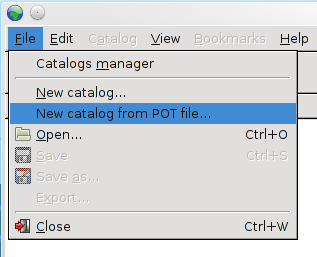 File Edit Catalog View Bookmarks Help
Catalogs manager
New catalog...
New catalog from POT file...
Open... Ctrl+O
Save Ctrl+S
Save as...
Export...
Close Ctrl+W